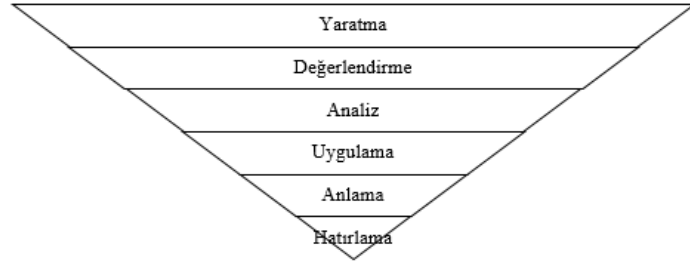 Yaratma
Değerlendirme
Analiz
Uygulama
Anlama
Hatırlama